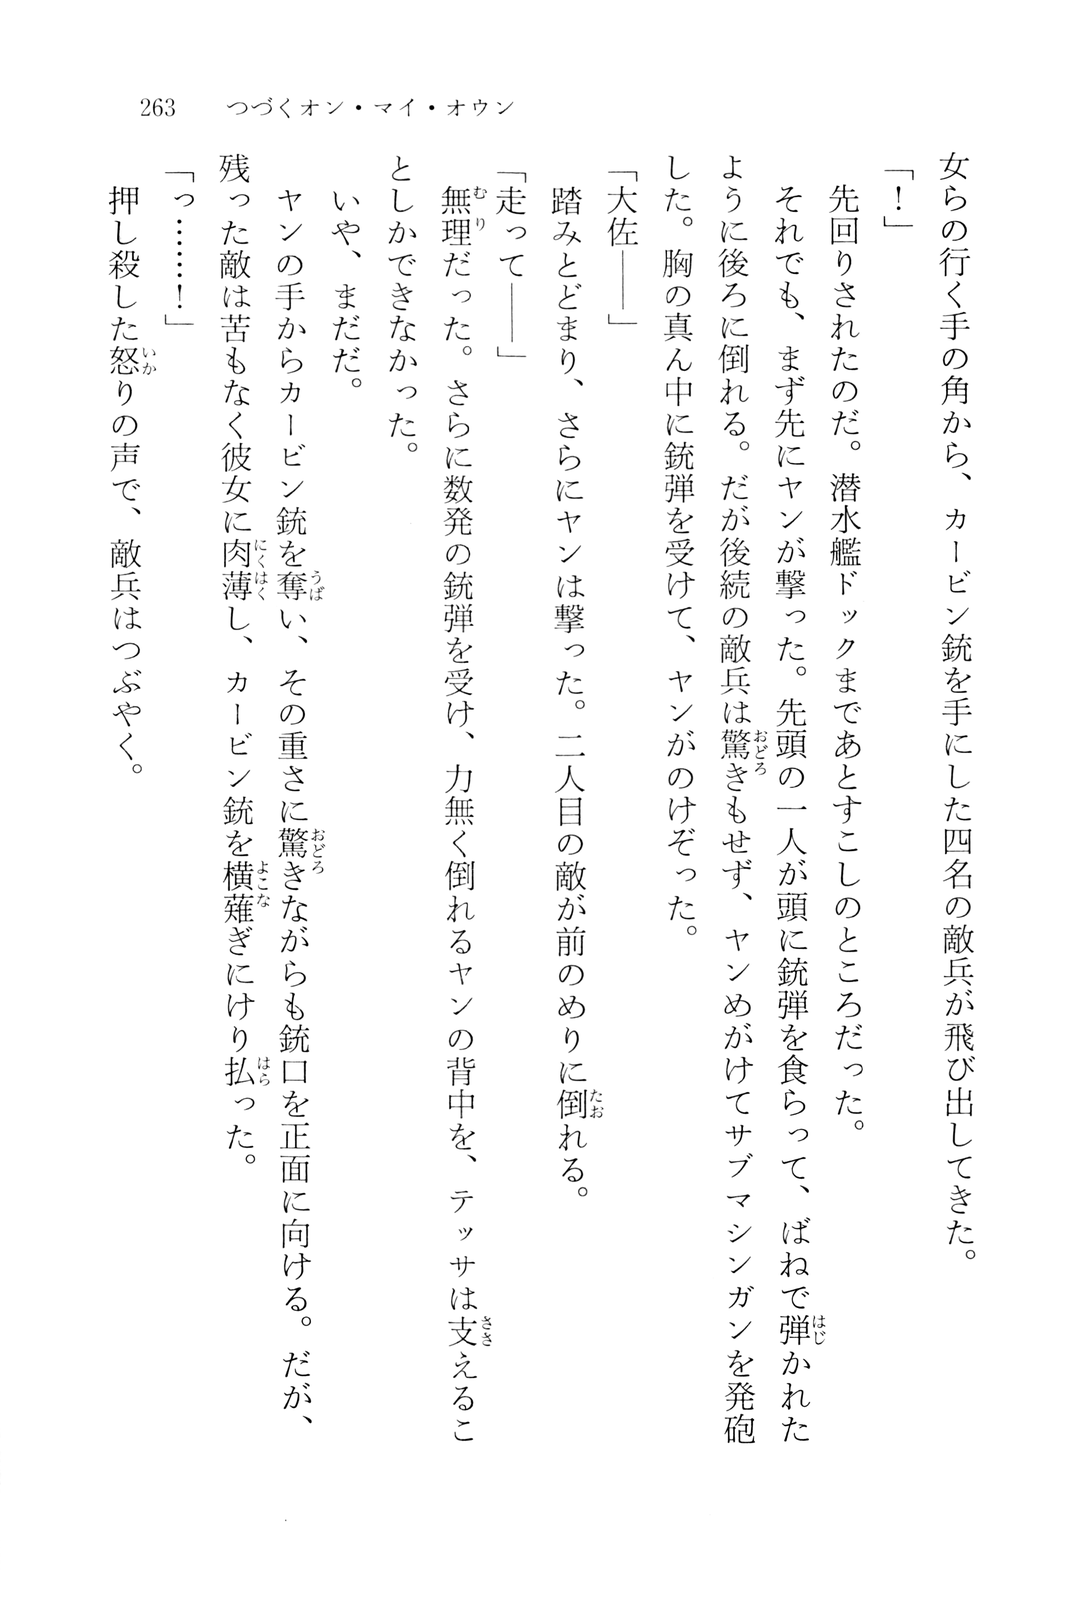 263　つづくオン・マイ・オウン
女らの行く手の角から、カービン銃を手にした四名の敵兵が飛び出してきた。
「！」
　先回りされたのだ。潜水艦ドックまであとすこしのところだった。
　それでも、まず先にヤンが撃った。先頭の一人が頭に銃弾を食らって、ばねで弾かれた
ように後ろに倒れる。だが後続の敵兵は驚きもせず、ヤンめがけてサブマシンガンを発砲
した。胸の真ん中に銃弾を受けて、ヤンがのけぞった。
「大佐――」
　踏みとどまり、さらにヤンは撃った。二人目の敵が前のめりに倒れる。
「走って――」
　無理だった。さらに数発の銃弾を受け、力無く倒れるヤンの背中を、テッサは支えるこ
としかできなかった。
　いや、まだだ。
　ヤンの手からカービン銃を奪い、その重さに驚きながらも銃口を正面に向ける。だが、
残った敵は苦もなく彼女に肉薄し、カービン銃を横薙ぎにけり払った。
「っ……！」
　押し殺した怒りの声で、敵兵はつぶやく。